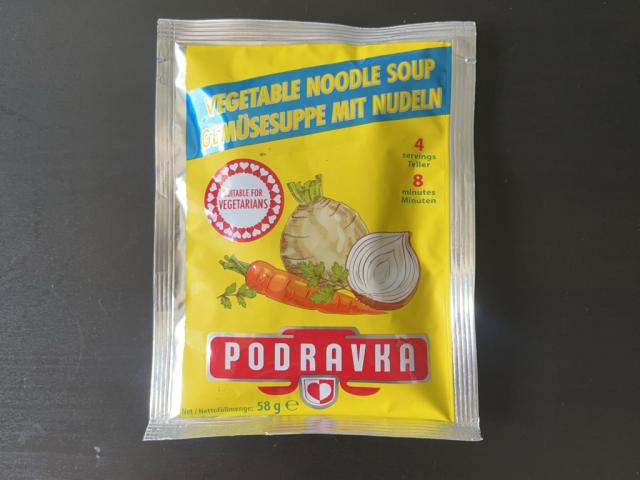 VEGETABLE NOODLE SOUP
GEMÜSESUPPE MIT NUDELN
4
servings
Teller
8
minutes
Minuten
SUITABLE FOR
VEGETARIANS
PODRAVKA
Net / Nettofüllmenge: 58 g ℮